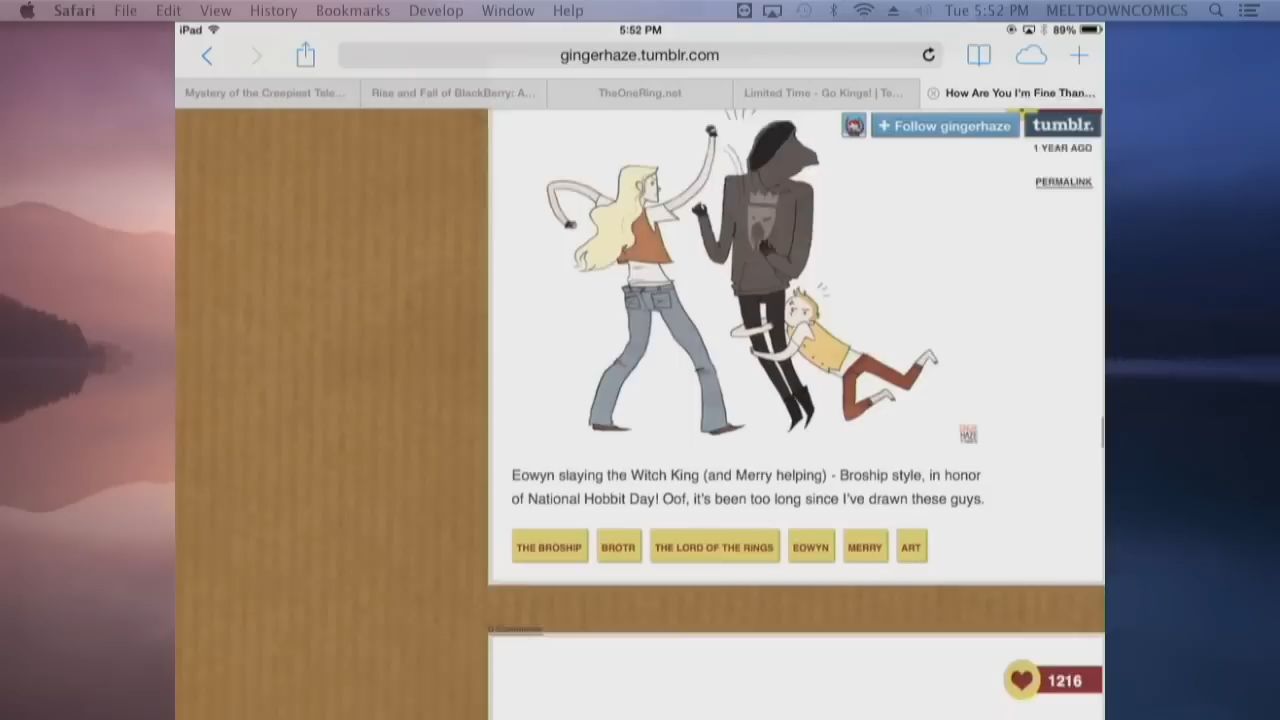 Safari File Edit View History Bookmarks Develop Window Help Tue 5:52 PM MELTDOWNCOMICS
iPad 5:52 PM 89%
gingerhaze.tumblr.com
Mystery of the Creepiest Tele... Rise and Fall of BlackBerry: A... TheOneRing.net Limited Time - Go Kings! | Te... How Are You I'm Fine Than...
+ Follow gingerhaze tumblr.
1 YEAR AGO
PERMALINK
Eowyn slaying the Witch King (and Merry helping) - Broship style, in honor
of National Hobbit Day! Oof, it's been too long since I've drawn these guys.
THE BROSHIP BROTR THE LORD OF THE RINGS EOWYN MERRY ART
1216